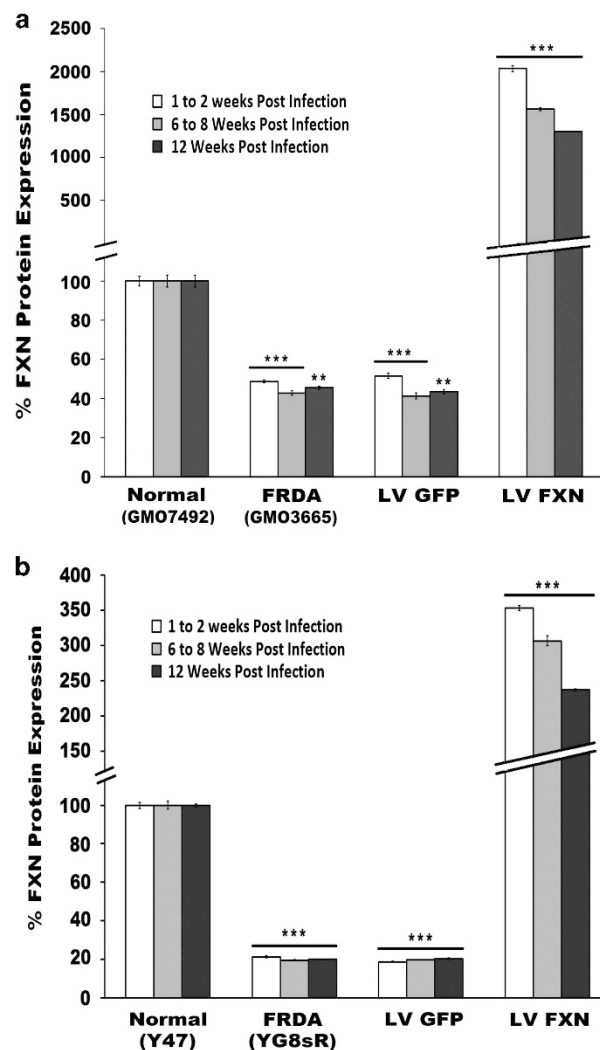 a
% FXN Protein Expression
2000
1500
1000
500
100
80
60
40
20
0
1 to 2 weeks Post Infection
6 to 8 Weeks Post Infection
12 Weeks Post Infection
***
**
***
**
***
Normal FRDA LV GFP LV FXN
(GMO7492) (GMO3665)
b
% FXN Protein Expression
400
350
300
250
200
150
100
80
60
40
20
0
1 to 2 weeks Post Infection
6 to 8 Weeks Post Infection
12 Weeks Post Infection
***
***
***
Normal FRDA LV GFP LV FXN
(Y47) (YG8sR)